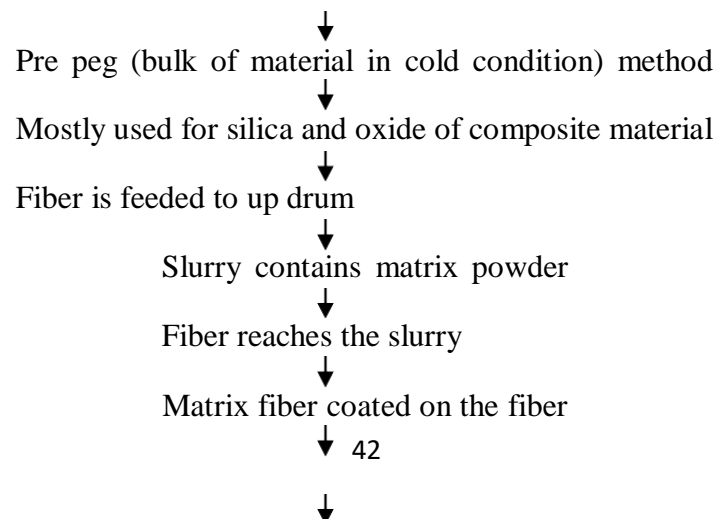 Pre peg (bulk of material in cold condition) method
Mostly used for silica and oxide of composite material
Fiber is feeded to up drum
Slurry contains matrix powder
Fiber reaches the slurry
Matrix fiber coated on the fiber
42